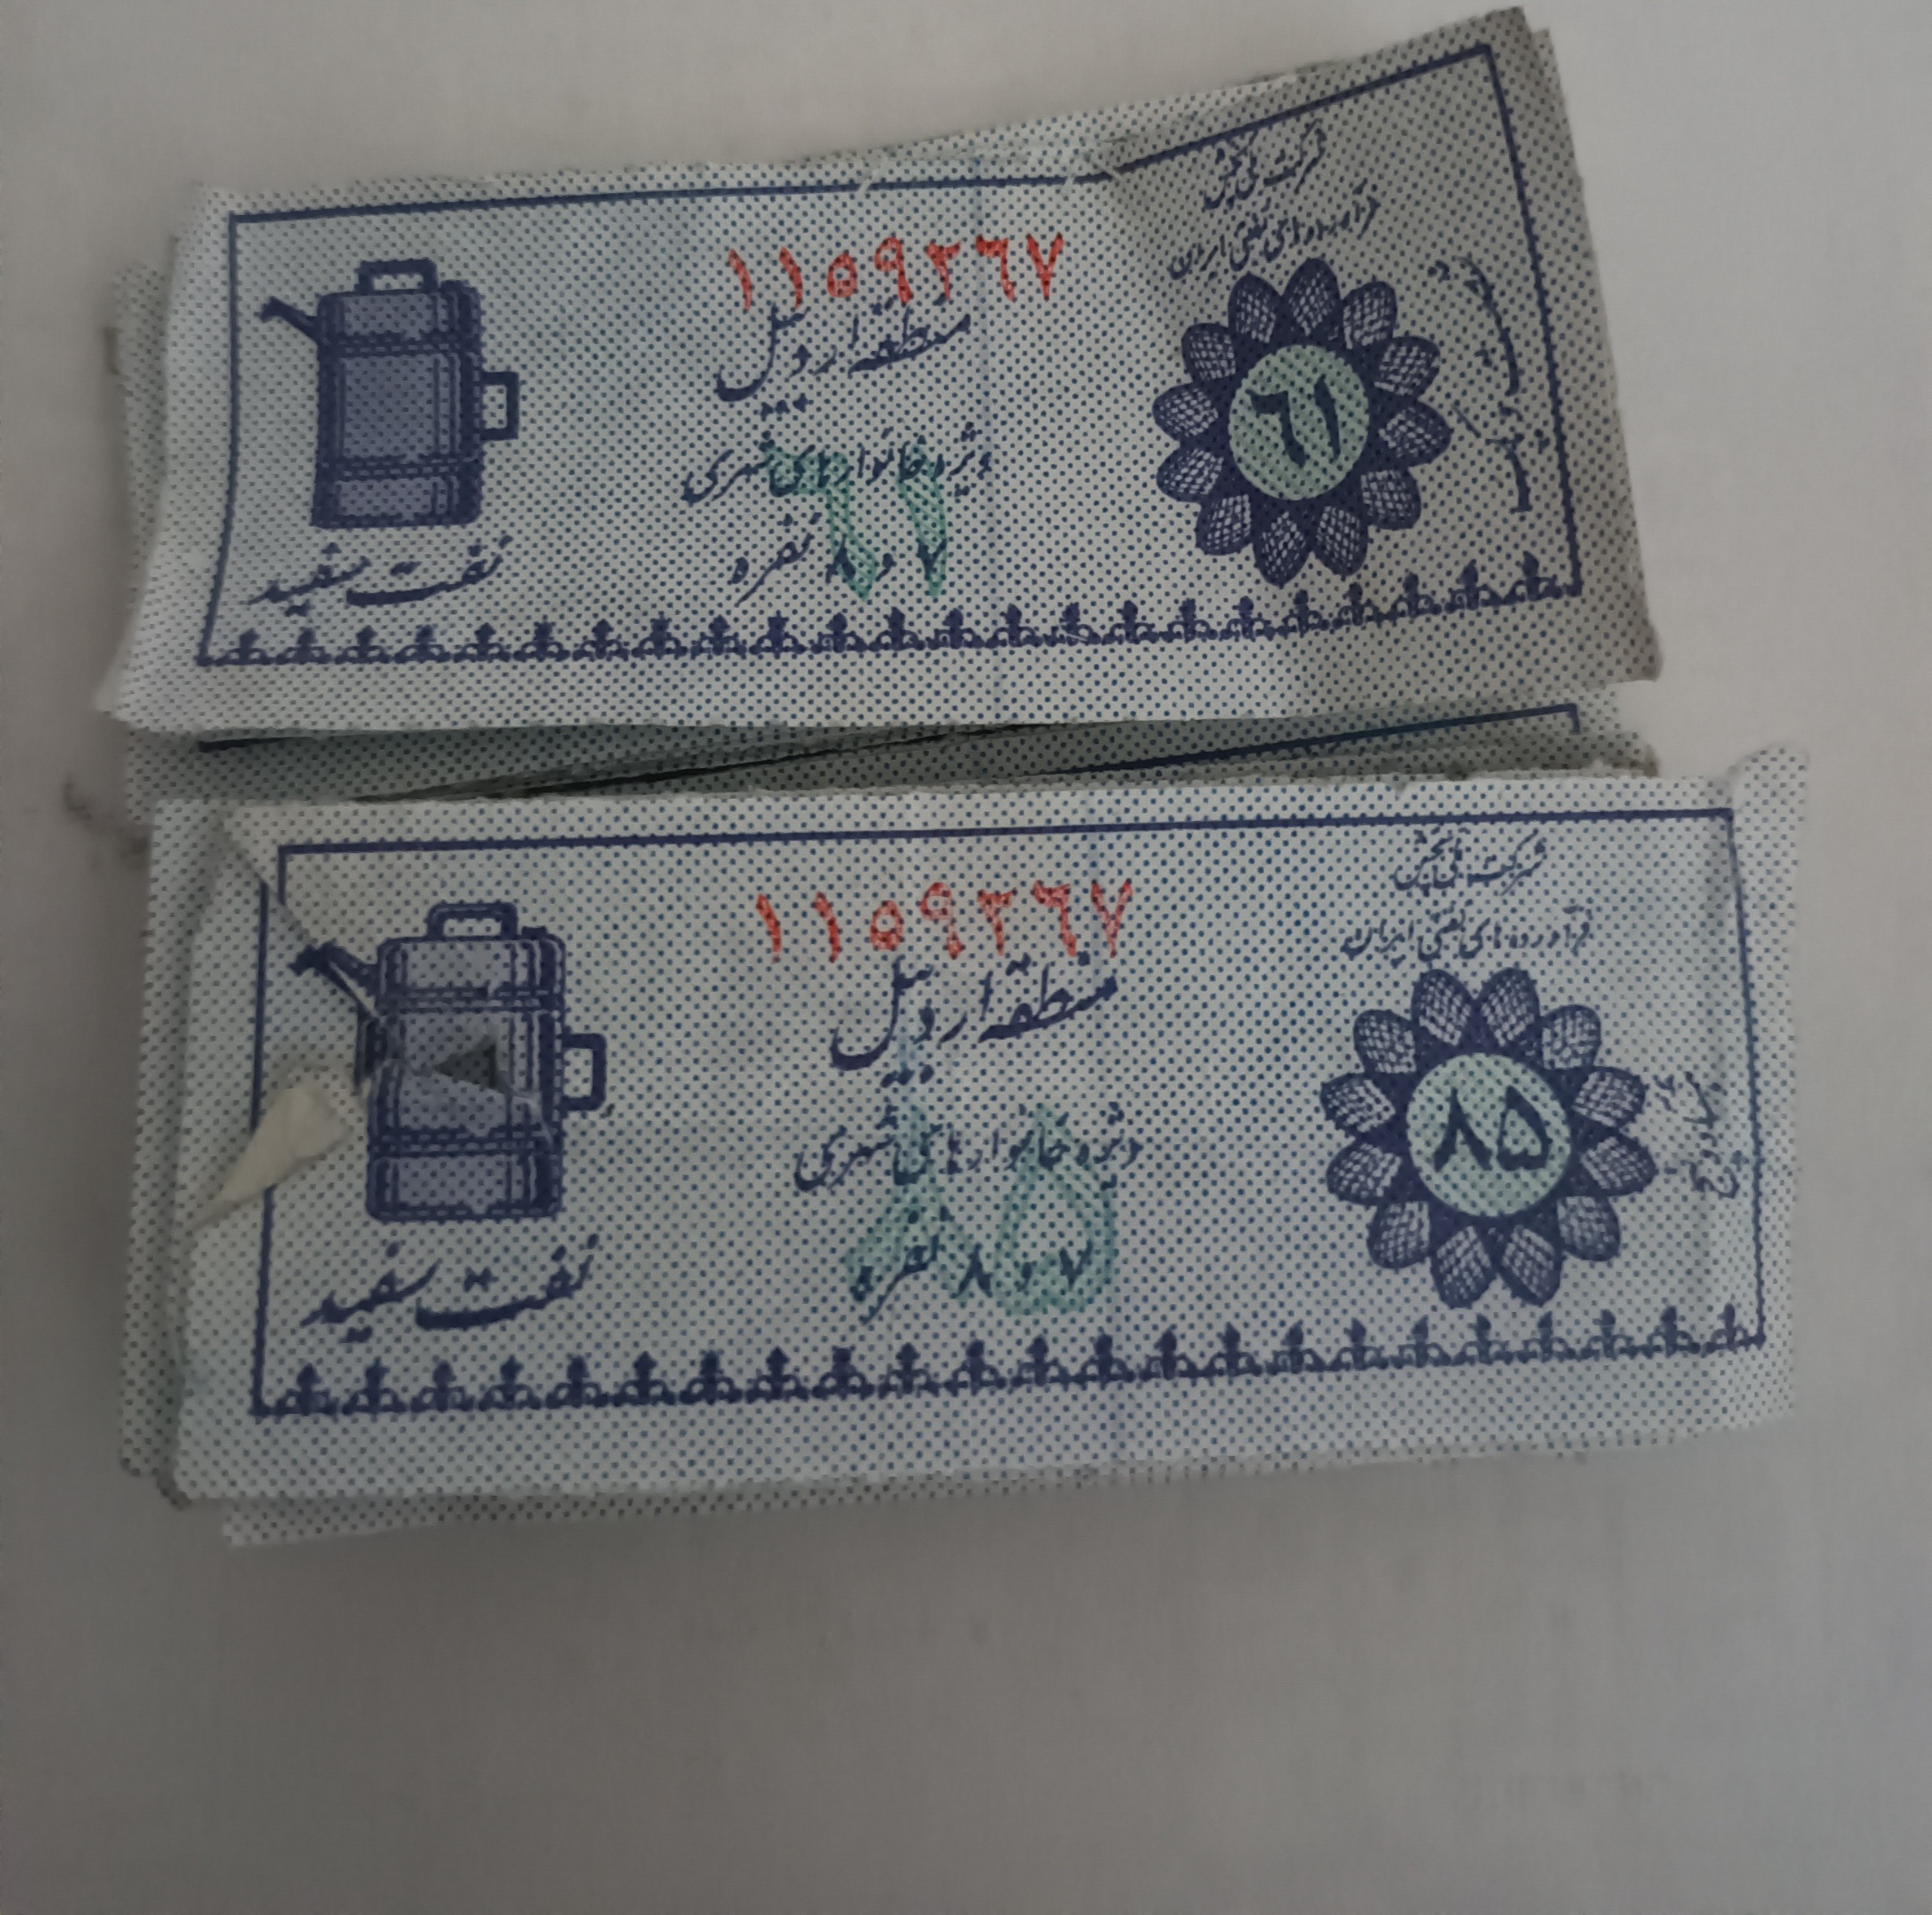 شرکت ملی پخش
فرآورده‌های نفتی ایران
۱۱۵۹۳۶۷
منطقه اردبیل
ویژه خانوارهای شهری
۷ و ۸ نفره
۶۱
۶۱
نفت سفید
شرکت ملی پخش
فرآورده‌های نفتی ایران
۱۱۵۹۳۶۷
منطقه اردبیل
ویژه خانوارهای شهری
۷ و ۸ نفره
۸۵
۸۵
نفت سفید